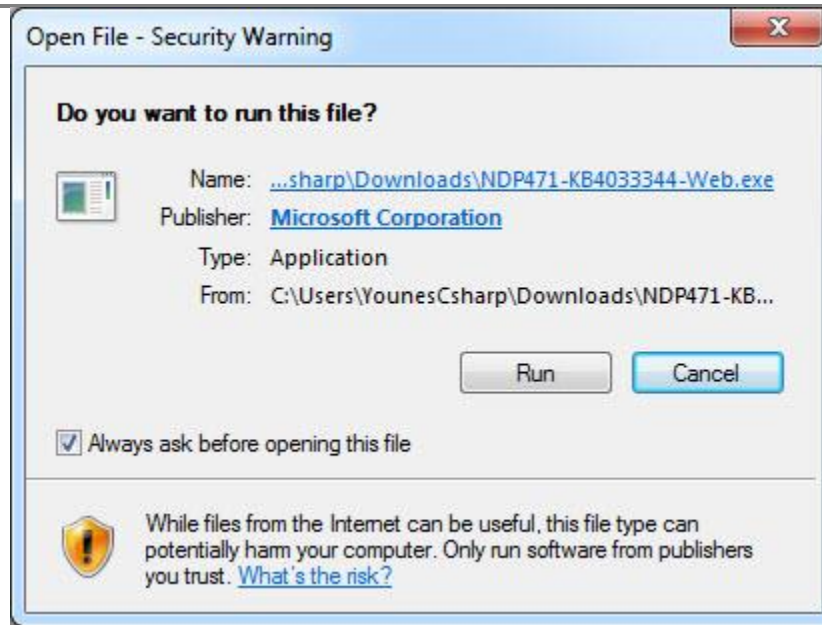 Open File - Security Warning
Do you want to run this file?
Name: ...sharp\Downloads\NDP471-KB4033344-Web.exe
Publisher: Microsoft Corporation
Type: Application
From: C:\Users\YounesCsharp\Downloads\NDP471-KB...
Run Cancel
Always ask before opening this file
While files from the Internet can be useful, this file type can
potentially harm your computer. Only run software from publishers
you trust. What's the risk?